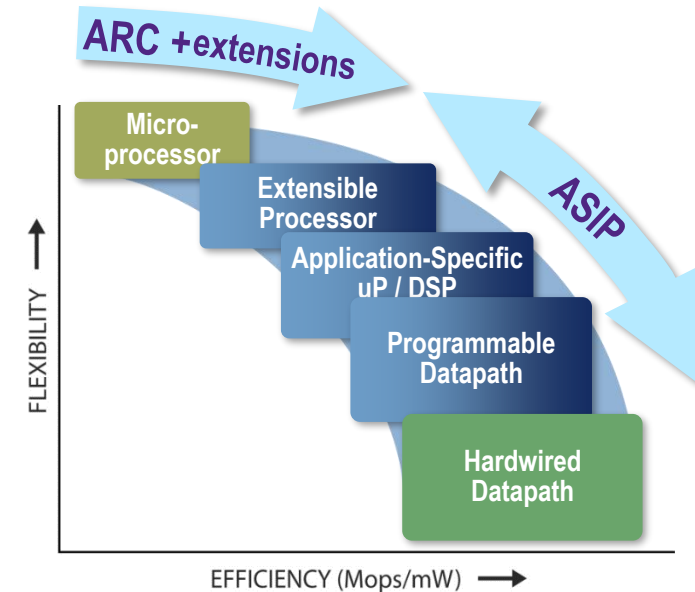 ARC +extensions
ASIP
Micro-
processor
Extensible
Processor
Application-Specific
uP / DSP
Programmable
Datapath
Hardwired
Datapath
FLEXIBILITY
EFFICIENCY (Mops/mW)